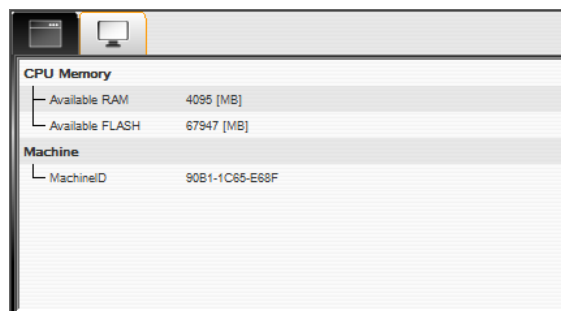 CPU Memory
Available RAM 4095 [MB]
Available FLASH 67947 [MB]
Machine
MachineID 90B1-1C65-E68F